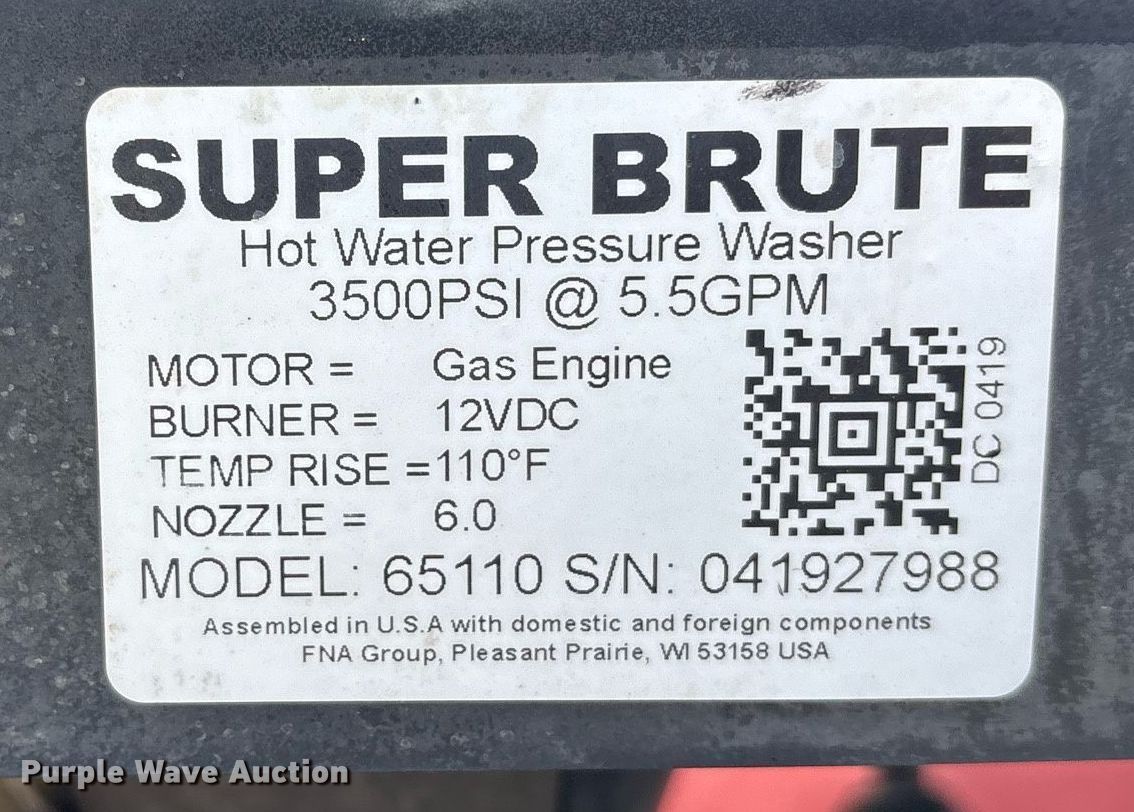 SUPER BRUTE
Hot Water Pressure Washer
3500PSI @ 5.5GPM
MOTOR = Gas Engine
BURNER = 12VDC
TEMP RISE =110°F
NOZZLE = 6.0
DC 0419
MODEL: 65110 S/N: 041927988
Assembled in U.S.A with domestic and foreign components
FNA Group, Pleasant Prairie, WI 53158 USA
Purple Wave Auction